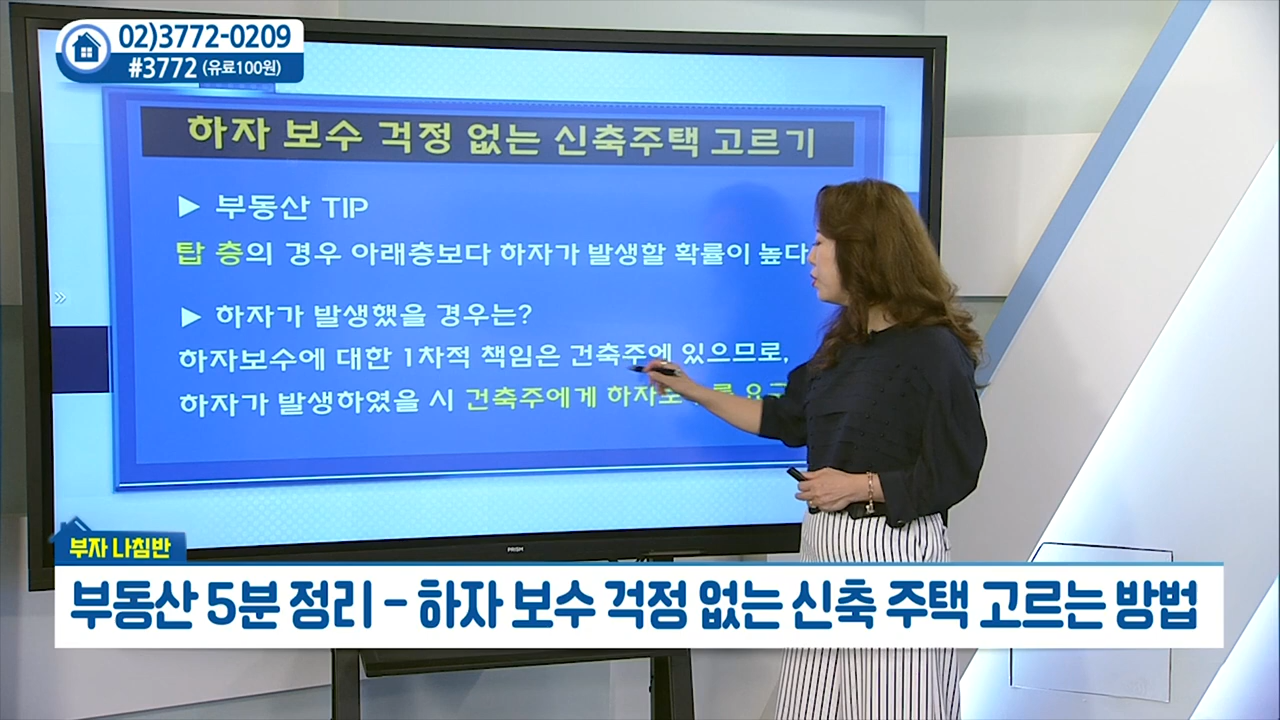 02)3772-0209
#3772 (유료100원)
하자 보수 걱정 없는 신축주택 고르기
▶ 부동산 TIP
탑 층의 경우 아래층보다 하자가 발생할 확률이 높다
»
▶ 하자가 발생했을 경우는?
하자보수에 대한 1차적 책임은 건축주에 있으므로,
하자가 발생하였을 시 건축주에게 하자보수를 요구
PRISM
부자 나침반
부동산 5분 정리 - 하자 보수 걱정 없는 신축 주택 고르는 방법